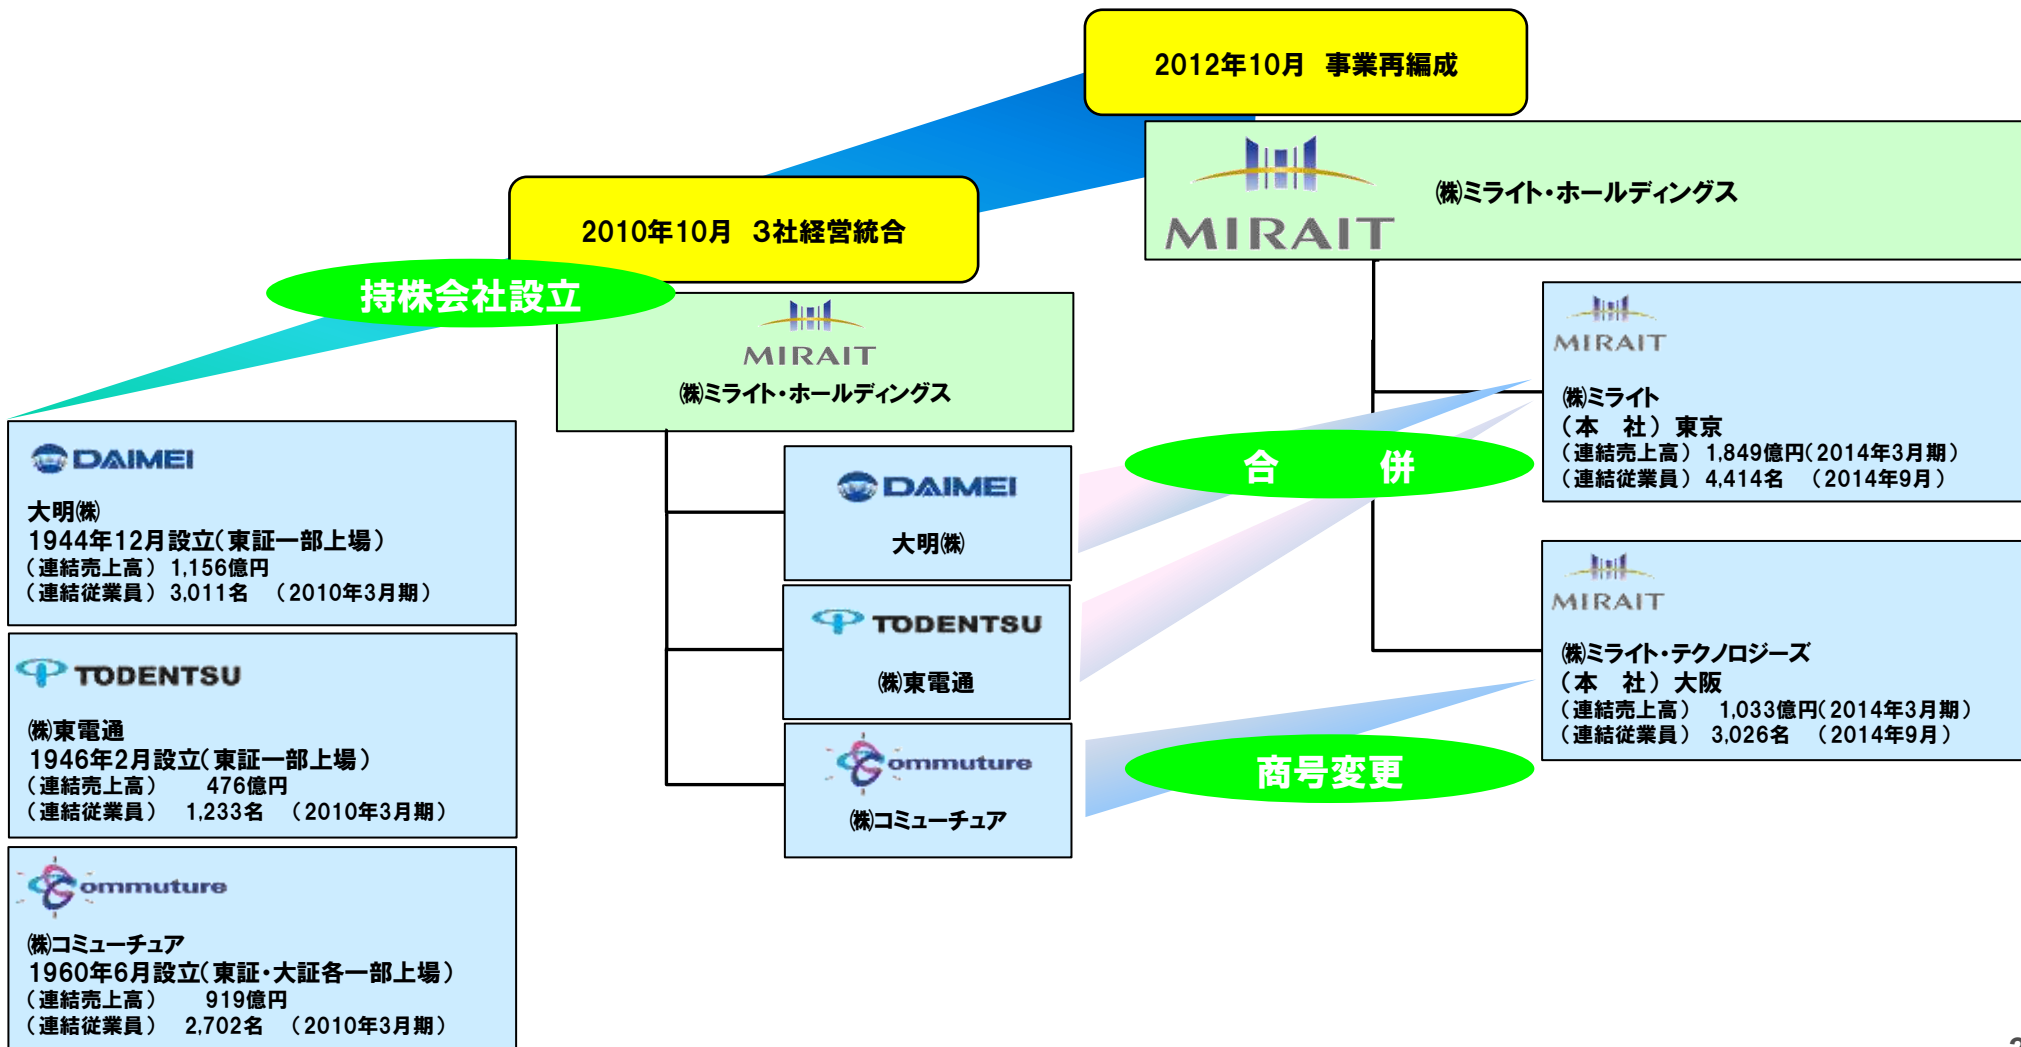 2012年10月 事業再編成
MIRAIT
㈱ミライト・ホールディングス
2010年10月 3社経営統合
持株会社設立
MIRAIT
㈱ミライト・ホールディングス
DAIMEI
大明㈱
1944年12月設立(東証一部上場)
(連結売上高) 1,156億円
(連結従業員) 3,011名 (2010年3月期)
TODENTSU
㈱東電通
1946年2月設立(東証一部上場)
(連結売上高) 476億円
(連結従業員) 1,233名 (2010年3月期)
Commuture
㈱コミューチュア
1960年6月設立(東証・大証各一部上場)
(連結売上高) 919億円
(連結従業員) 2,702名 (2010年3月期)
DAIMEI
大明㈱
TODENTSU
㈱東電通
Commuture
㈱コミューチュア
合 併
商号変更
MIRAIT
㈱ミライト
(本 社) 東京
(連結売上高) 1,849億円(2014年3月期)
(連結従業員) 4,414名 (2014年9月)
MIRAIT
㈱ミライト・テクノロジーズ
(本 社) 大阪
(連結売上高) 1,033億円(2014年3月期)
(連結従業員) 3,026名 (2014年9月)